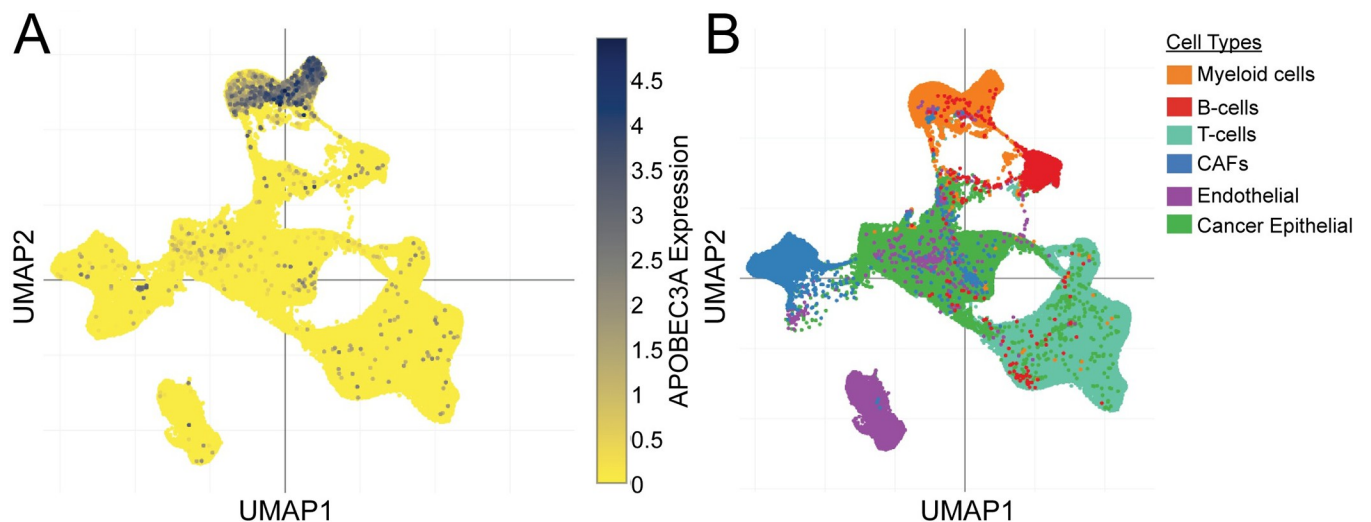 A
UMAP2
UMAP1
4.5
4
3.5
3
2.5
2
1.5
1
0.5
0
APOBEC3A Expression
B
UMAP2
UMAP1
Cell Types
Myeloid cells
B-cells
T-cells
CAFs
Endothelial
Cancer Epithelial